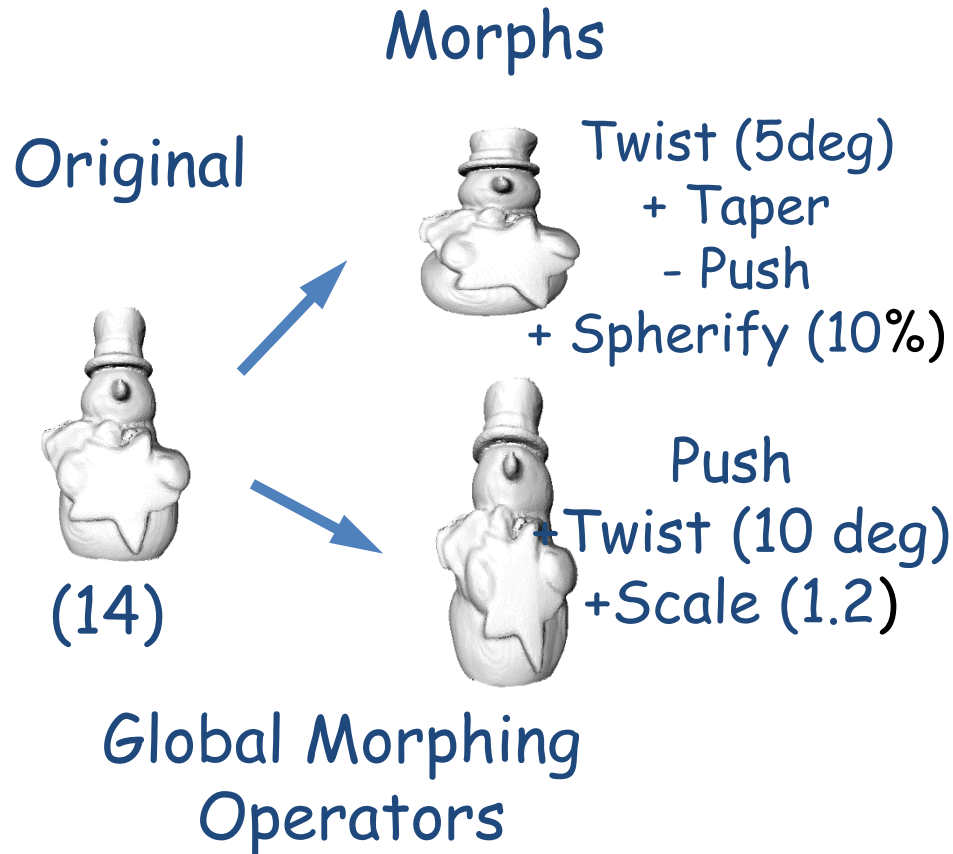 Morphs
Original
Twist (5deg)
+ Taper
- Push
+ Spherify (10%)
Push
+Twist (10 deg)
+Scale (1.2)
(14)
Global Morphing
Operators